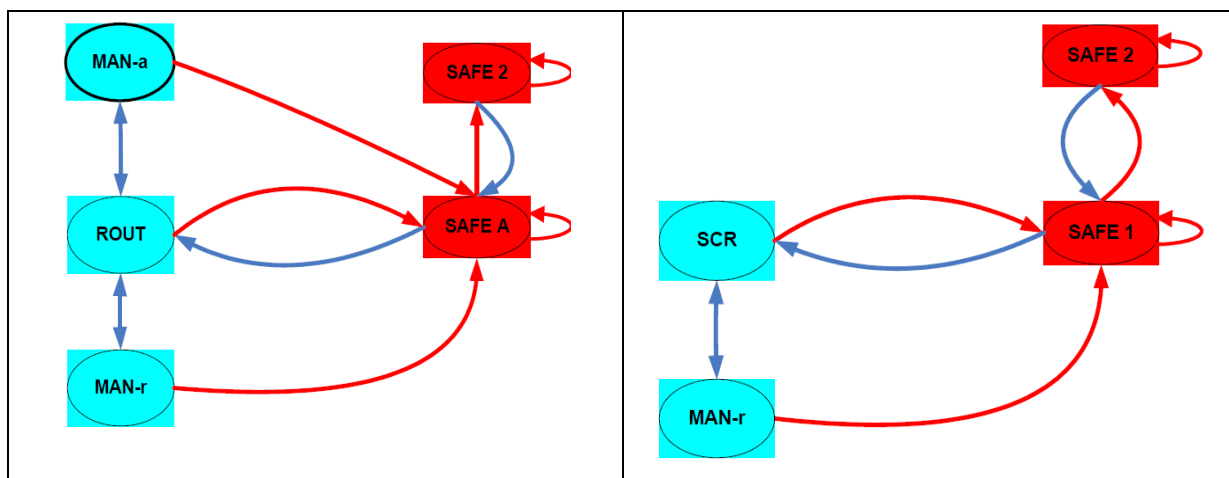 MAN-a
SAFE 2
ROUT
SAFE A
MAN-r
SAFE 2
SCR
SAFE 1
MAN-r